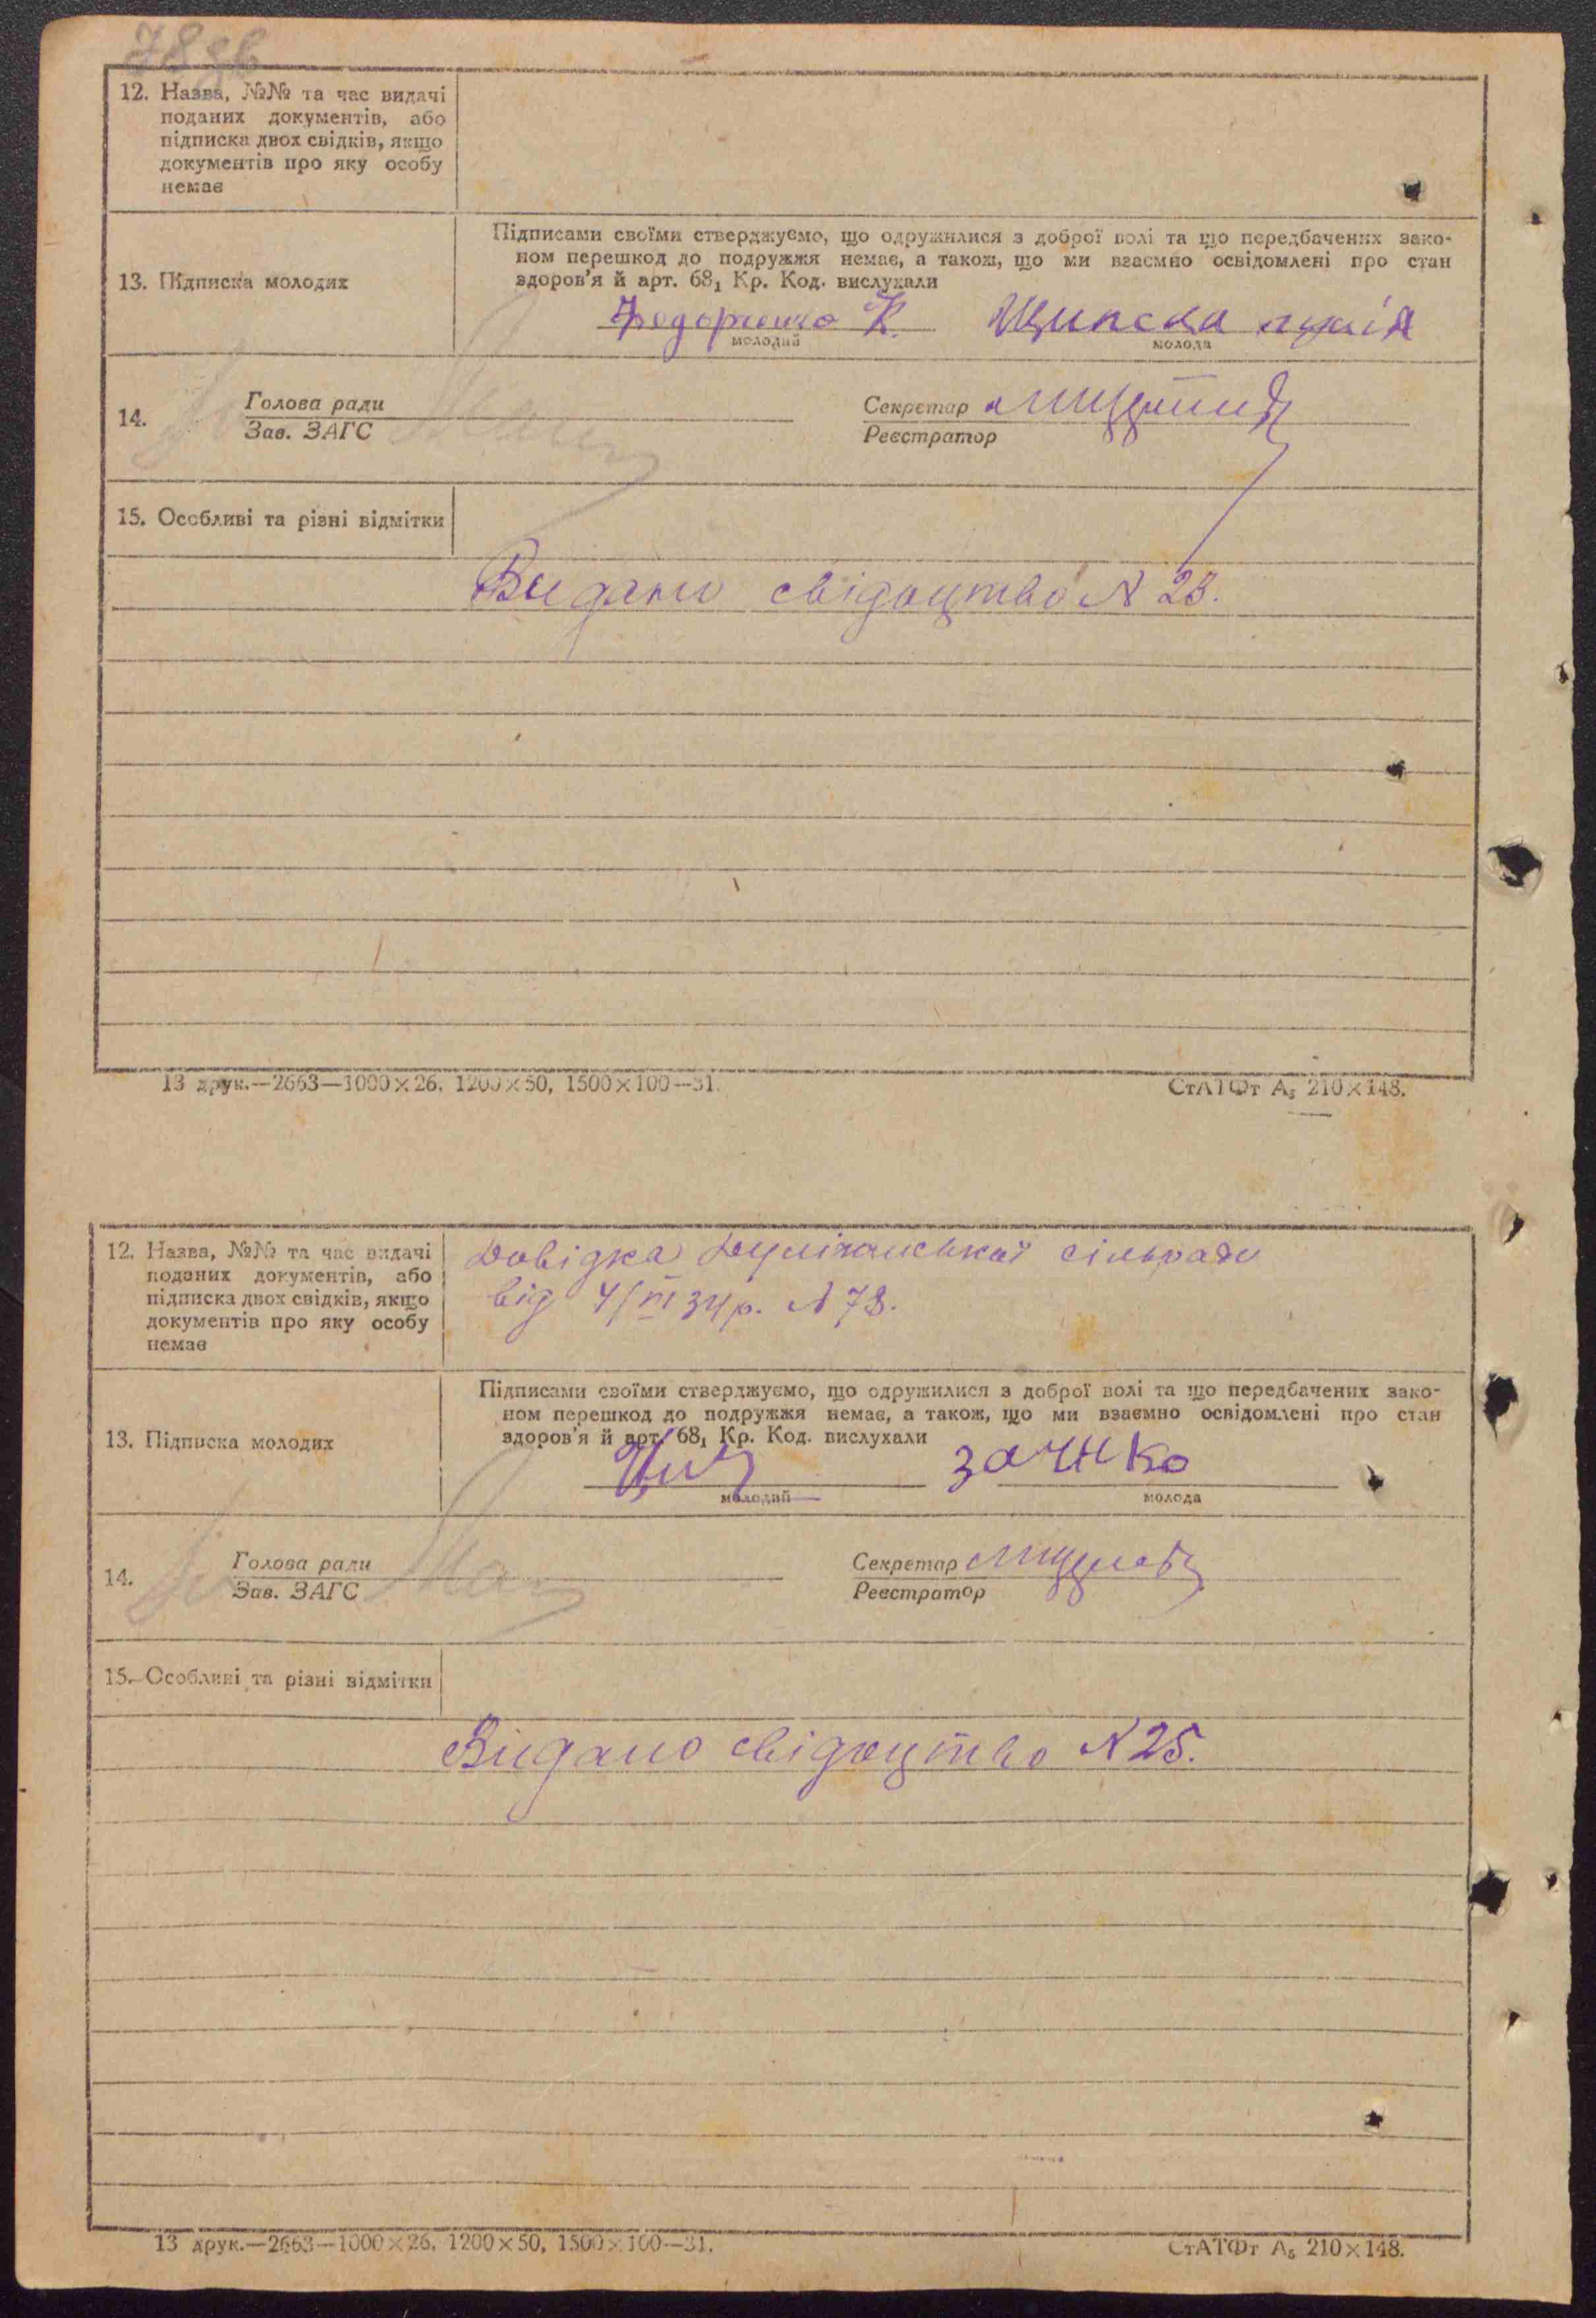 78 зв
12. Назва, №№ та час видачі
поданих документів, або
підписка двох свідків, якщо
документів про яку особу
немає
13. Підписка молодих
Підписами своїми стверджуємо, що одружилися з доброї волі та що передбачених зако-
ном перешкод до подружжя немає, а також, що ми взаємно освідомлені про стан
здоров'я й арт. 68₁ Кр. Код. вислухали
Федоренко К.
молодий
молода
14.
Голова ради
Зав. ЗАГС
Секретар
Реєстратор
15. Особливі та різні відмітки
Видано свідоцтво N 23.
13 друк.—2663—1000×26, 1200×50, 1500×100—31.
СтАТФт А₅ 210×148.
12. Назва, №№ та час видачі
поданих документів, або
підписка двох свідків, якщо
документів про яку особу
немає
Довідка сільради
від 4/III 34 р. N 78.
13. Підписка молодих
Підписами своїми стверджуємо, що одружилися з доброї волі та що передбачених зако-
ном перешкод до подружжя немає, а також, що ми взаємно освідомлені про стан
здоров'я й арт. 68₁ Кр. Код. вислухали
зачко
молодий
молода
14.
Голова ради
Зав. ЗАГС
Секретар
Реєстратор
15. Особливі та різні відмітки
Видано свідоцтво N 25.
13 друк.—2663—1000×26, 1200×50, 1500×100—31.
СтАТФт А₅ 210×148.